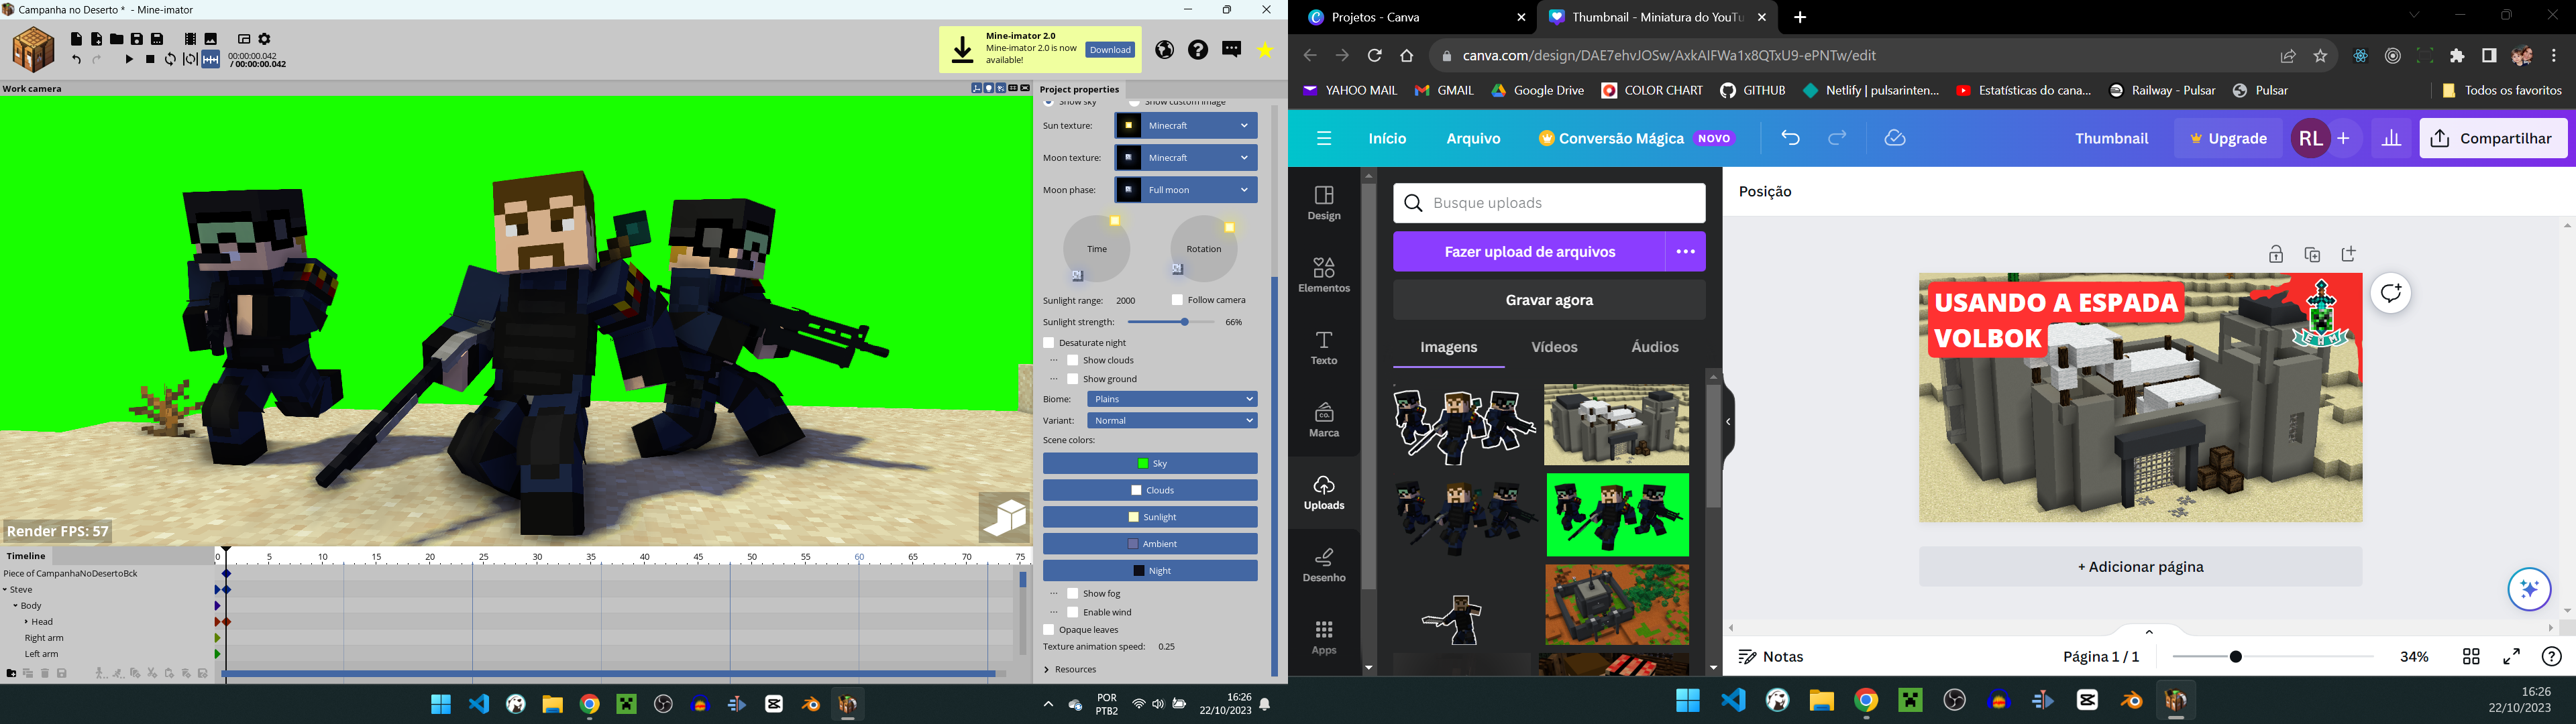 Campanha no Deserto * - Mine-imator
00:00:00.042
/ 00:00:00.042
Mine-imator 2.0
Mine-imator 2.0 is now
available!
Download
Work camera
Render FPS: 57
Project properties
Show sky
Show custom image
Sun texture:
Minecraft
Moon texture:
Minecraft
Moon phase:
Full moon
Time
Rotation
Sunlight range:
2000
Follow camera
Sunlight strength:
66%
Desaturate night
Show clouds
Show ground
Biome:
Plains
Variant:
Normal
Scene colors:
Sky
Clouds
Sunlight
Ambient
Night
Show fog
Enable wind
Opaque leaves
Texture animation speed:
0.25
Resources
Timeline
0 5 10 15 20 25 30 35 40 45 50 55 60 65 70 75
Piece of CampanhaNoDesertoBck
Steve
Body
Head
Right arm
Left arm
POR
PTB2
16:26
22/10/2023
Projetos - Canva
Thumbnail - Miniatura do YouTu
canva.com/design/DAE7ehvJOSw/AxkAlFWa1x8QTxU9-ePNTw/edit
YAHOO MAIL
GMAIL
Google Drive
COLOR CHART
GITHUB
Netlify | pulsarinten...
Estatísticas do cana...
Railway - Pulsar
Pulsar
Todos os favoritos
Início
Arquivo
Conversão Mágica
NOVO
Thumbnail
Upgrade
RL
Compartilhar
Design
Elementos
Texto
Marca
Uploads
Desenho
Apps
Busque uploads
Fazer upload de arquivos
Gravar agora
Imagens
Vídeos
Áudios
Posição
USANDO A ESPADA
VOLBOK
+ Adicionar página
Notas
Página 1 / 1
34%
16:26
22/10/2023